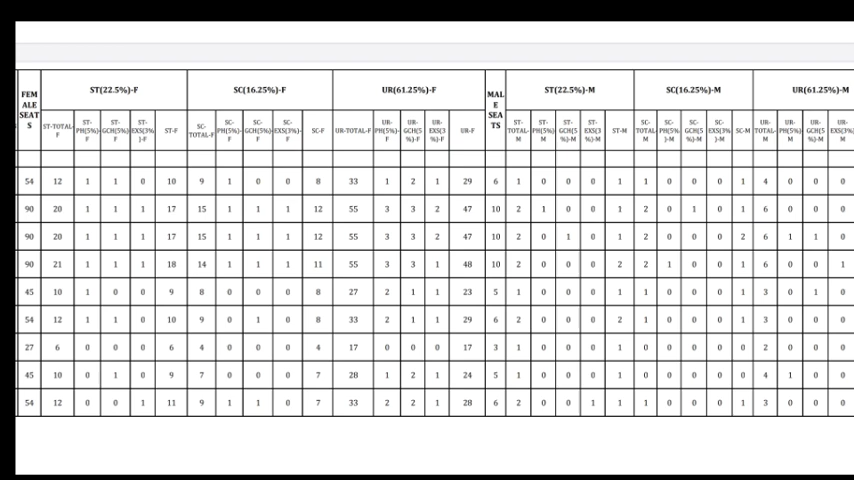 FEMALE SEATS ST(22.5%)-F SC(16.25%)-F UR(61.25%)-F MALE SEATS ST(22.5%)-M SC(16.25%)-M UR(61.25%)-M
ST-TOTAL-F ST-PH(5%)-F ST-GCH(5%)-F ST-EXS(3%)-F ST-F SC-TOTAL-F SC-PH(5%)-F SC-GCH(5%)-F SC-EXS(3%)-F SC-F UR-TOTAL-F UR-PH(5%)-F UR-GCH(5%)-F UR-EXS(3%)-F UR-F ST-TOTAL-M ST-PH(5%)-M ST-GCH(5%)-M ST-EXS(3%)-M ST-M SC-TOTAL-M SC-PH(5%)-M SC-GCH(5%)-M SC-EXS(3%)-M SC-M UR-TOTAL-M UR-PH(5%)-M UR-GCH(5%)-M UR-EXS(3%)-M
54 12 1 1 0 10 9 1 0 0 8 33 1 2 1 29 6 1 0 0 0 1 1 0 0 0 1 4 0 0 0
90 20 1 1 1 17 15 1 1 1 12 55 3 3 2 47 10 2 1 0 0 1 2 0 1 0 1 6 0 0 0
90 20 1 1 1 17 15 1 1 1 12 55 3 3 2 47 10 2 0 1 0 1 2 0 0 0 2 6 1 1 0
90 21 1 1 1 18 14 1 1 1 11 55 3 3 1 48 10 2 0 0 0 2 2 1 0 0 1 6 0 0 1
45 10 1 0 0 9 8 0 0 0 8 27 2 1 1 23 5 1 0 0 0 1 1 0 0 0 1 3 0 1 0
54 12 1 1 0 10 9 0 1 0 8 33 2 1 1 29 6 2 0 0 0 2 1 0 0 0 1 3 0 0 0
27 6 0 0 0 6 4 0 0 0 4 17 0 0 0 17 3 1 0 0 0 1 0 0 0 0 0 2 0 0 0
45 10 0 1 0 9 7 0 0 0 7 28 1 2 1 24 5 1 0 0 0 1 0 0 0 0 0 4 1 0 0
54 12 0 0 1 11 9 1 1 0 7 33 2 2 1 28 6 2 0 0 1 1 1 0 0 0 1 3 0 0 0